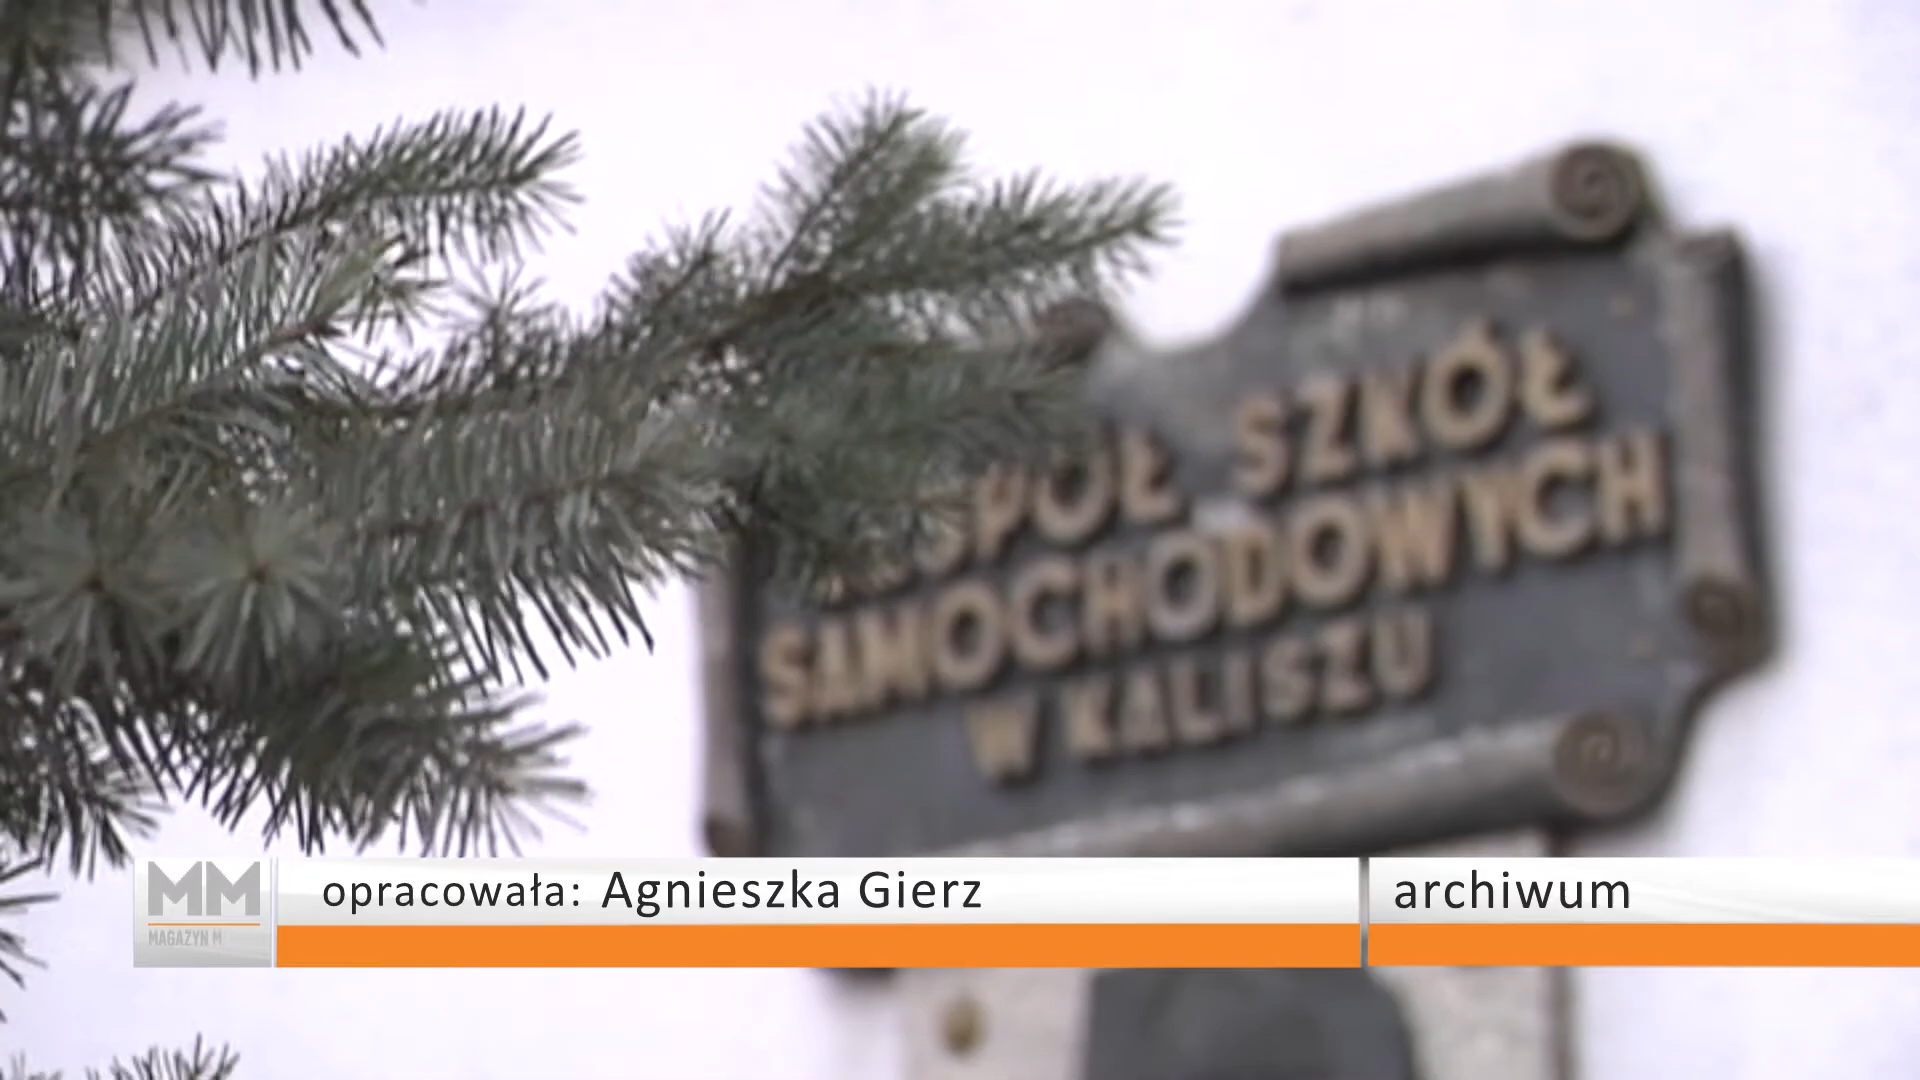 SZKÓŁ
SAMOCHODOWYCH
W KALISZU
MM
MAGAZYN M
opracowała: Agnieszka Gierz
archiwum